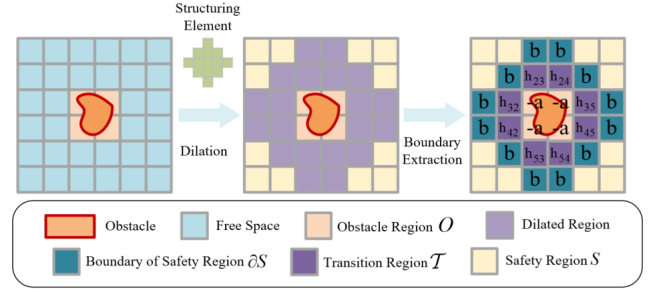 Structuring
Element
Dilation
Boundary
Extraction
b b
b h23 h24 b
b h32 -a -a h35 b
b h42 -a -a h45 b
b h53 h54 b
b b
Obstacle
Free Space
Obstacle Region O
Dilated Region
Boundary of Safety Region ∂S
Transition Region 𝒯
Safety Region S